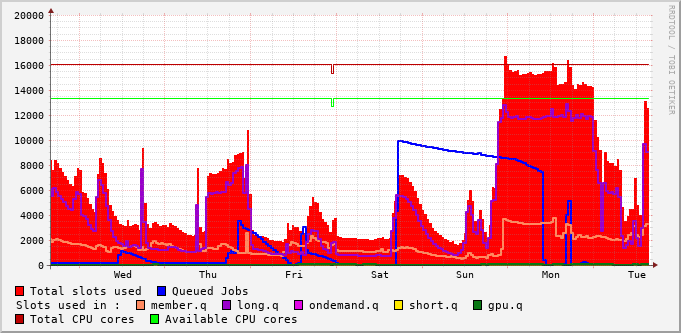 20000
18000
16000
14000
12000
10000
8000
6000
4000
2000
0
Wed Thu Fri Sat Sun Mon Tue
RRDTOOL / TOBI OETIKER
Total slots used Queued Jobs
Slots used in : member.q long.q ondemand.q short.q gpu.q
Total CPU cores Available CPU cores